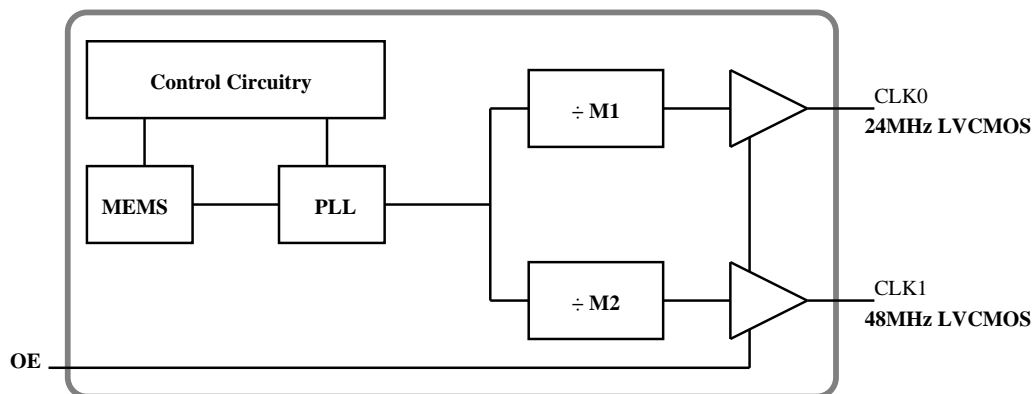 Control Circuitry
MEMS
PLL
÷ M1
÷ M2
CLK0
24MHz LVCMOS
CLK1
48MHz LVCMOS
OE